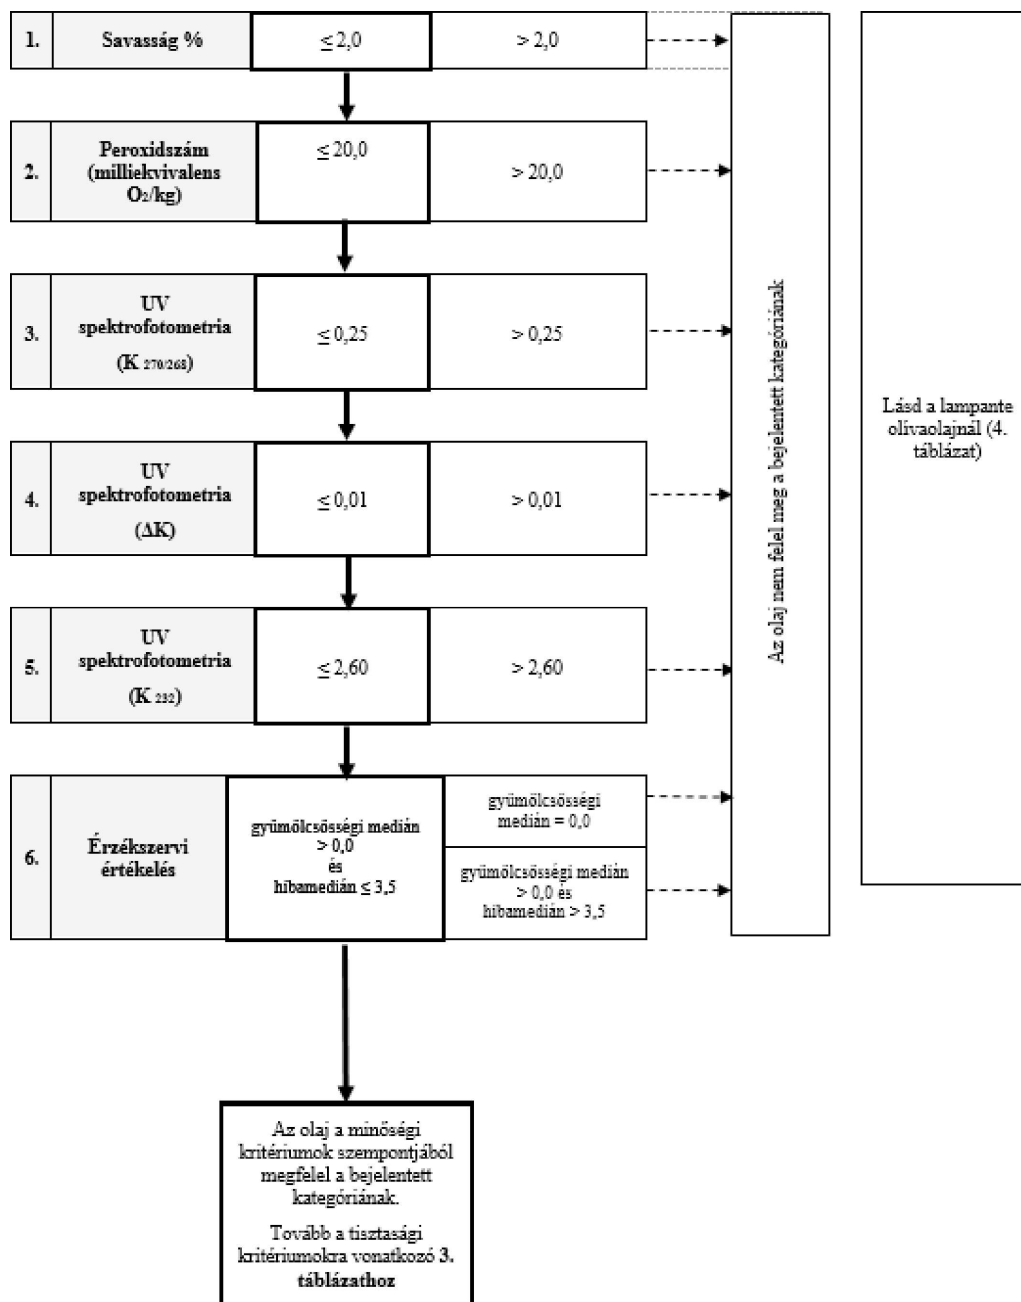 1. Savasság % ≤ 2,0 > 2,0
2. Peroxidszám
(milliekvivalens
O₂/kg)
≤ 20,0
> 20,0
3. UV
spektrofotometria
(K 270/268)
≤ 0,25
> 0,25
4. UV
spektrofotometria
(ΔK)
≤ 0,01
> 0,01
5. UV
spektrofotometria
(K 232)
≤ 2,60
> 2,60
6. Érzékszervi
értékelés
gyümölcsösségi medián
> 0,0
és
hibamedián ≤ 3,5
gyümölcsösségi
medián = 0,0
gyümölcsösségi medián
> 0,0 és
hibamedián > 3,5
Az olaj nem felel meg a bejelentett kategóriának
Lásd a lampante
olívaolajnál (4.
táblázat)
Az olaj a minőségi
kritériumok szempontjából
megfelel a bejelentett
kategóriának.
Tovább a tisztasági
kritériumokra vonatkozó 3.
táblázathoz